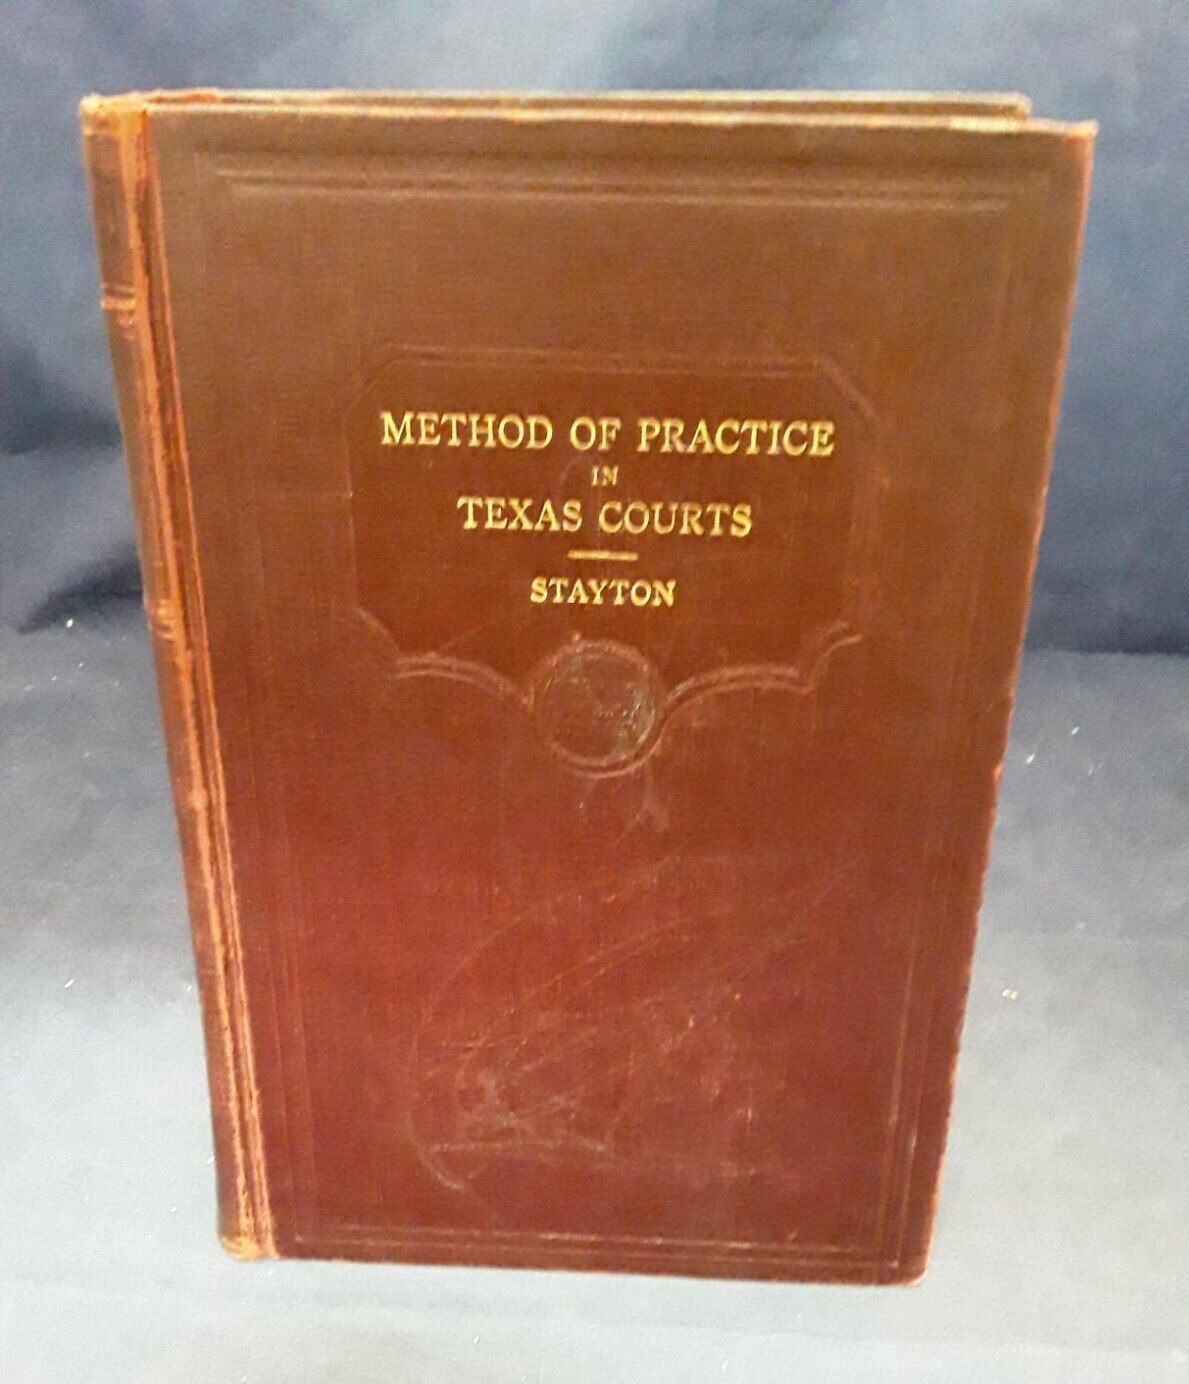 METHOD OF PRACTICE
IN
TEXAS COURTS
STAYTON